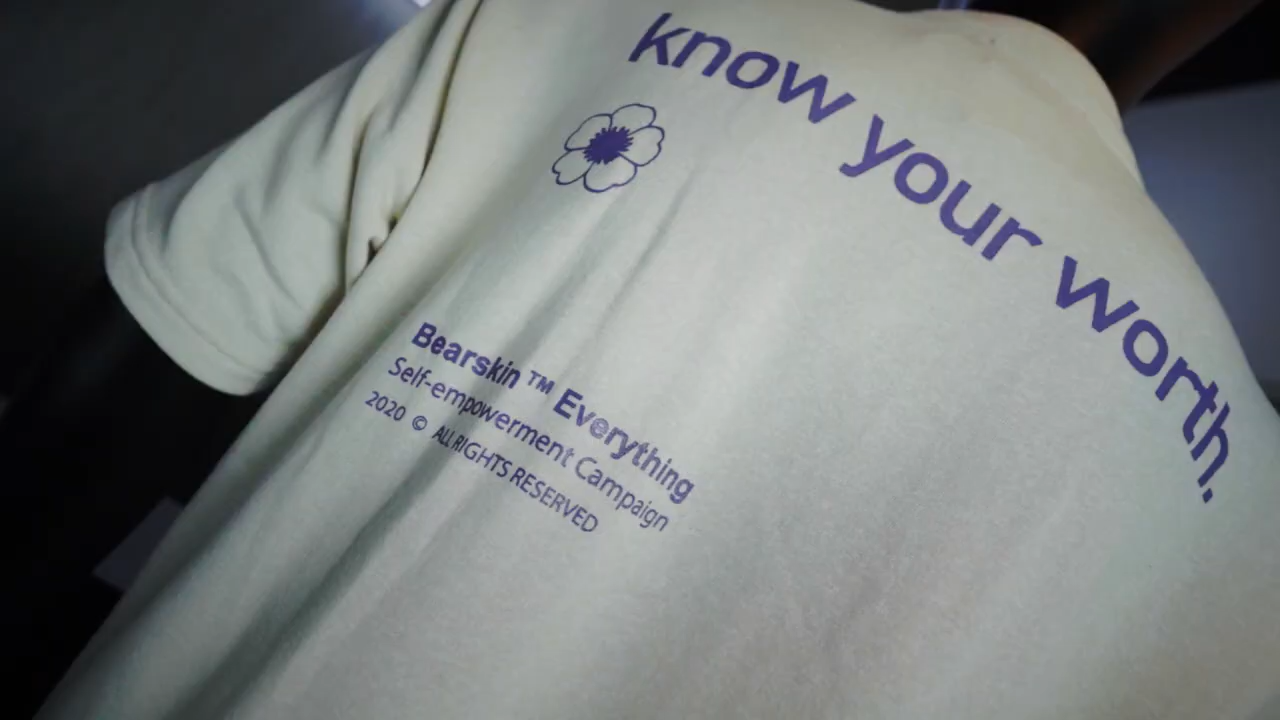 know your worth.
Bearskin ™ Everything
Self-empowerment Campaign
2020 © ALL RIGHTS RESERVED